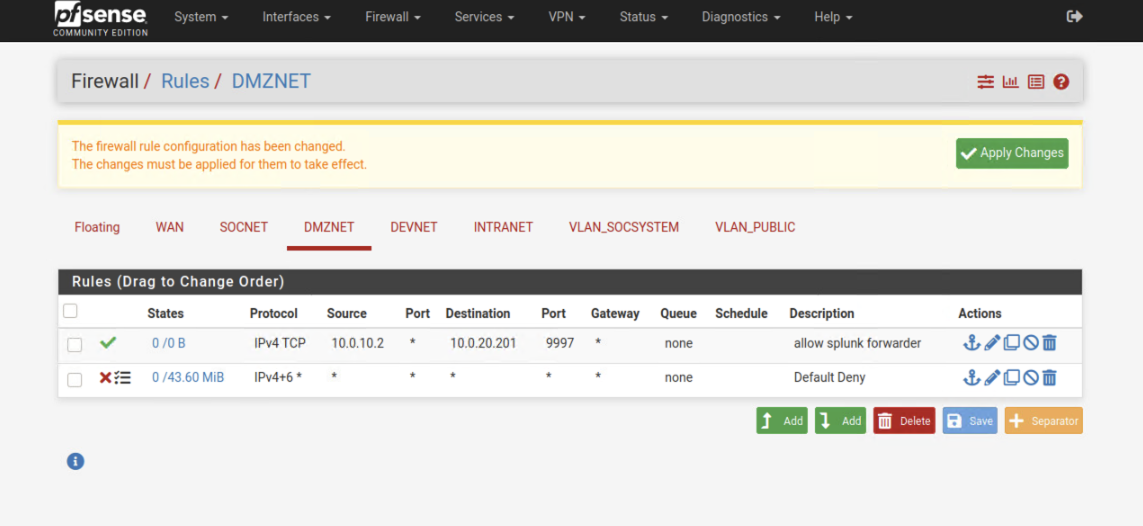 pfsense
COMMUNITY EDITION
System Interfaces Firewall Services VPN Status Diagnostics Help
Firewall / Rules / DMZNET
The firewall rule configuration has been changed.
The changes must be applied for them to take effect.
Apply Changes
Floating WAN SOCNET DMZNET DEVNET INTRANET VLAN_SOCSYSTEM VLAN_PUBLIC
Rules (Drag to Change Order)
States Protocol Source Port Destination Port Gateway Queue Schedule Description Actions
0 /0 B IPv4 TCP 10.0.10.2 * 10.0.20.201 9997 * none allow splunk forwarder
0 /43.60 MiB IPv4+6 * * * * * * none Default Deny
Add Add Delete Save Separator